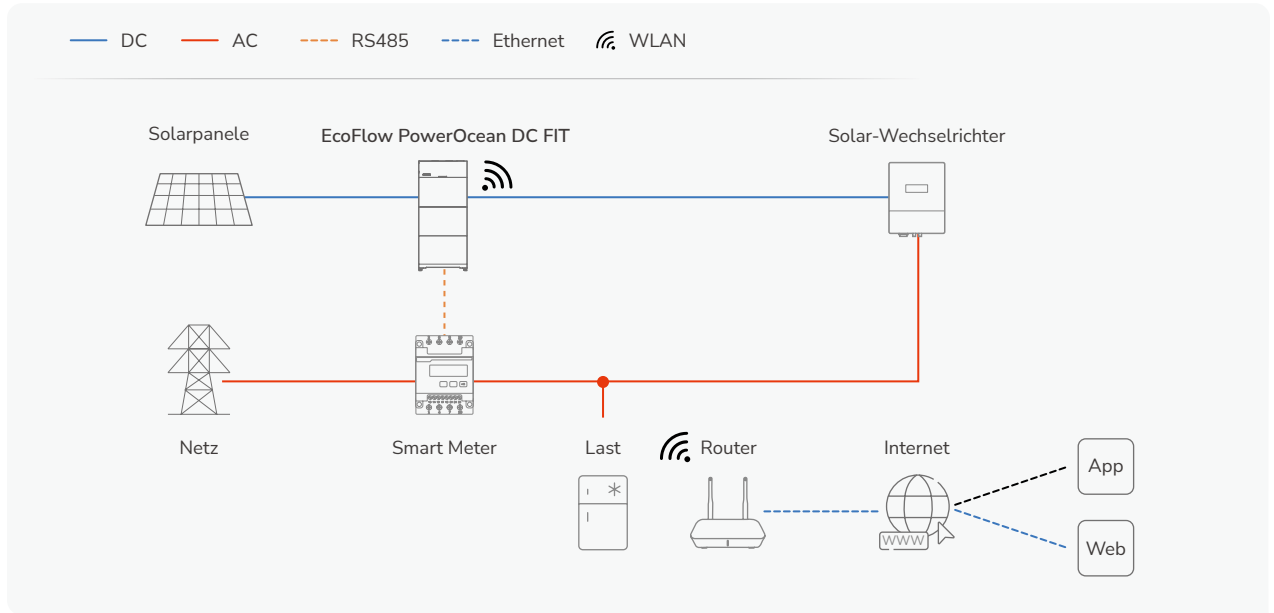 DC AC RS485 Ethernet WLAN
Solarpanele EcoFlow PowerOcean DC FIT Solar-Wechselrichter
Netz Smart Meter Last Router Internet
App
WWW
Web